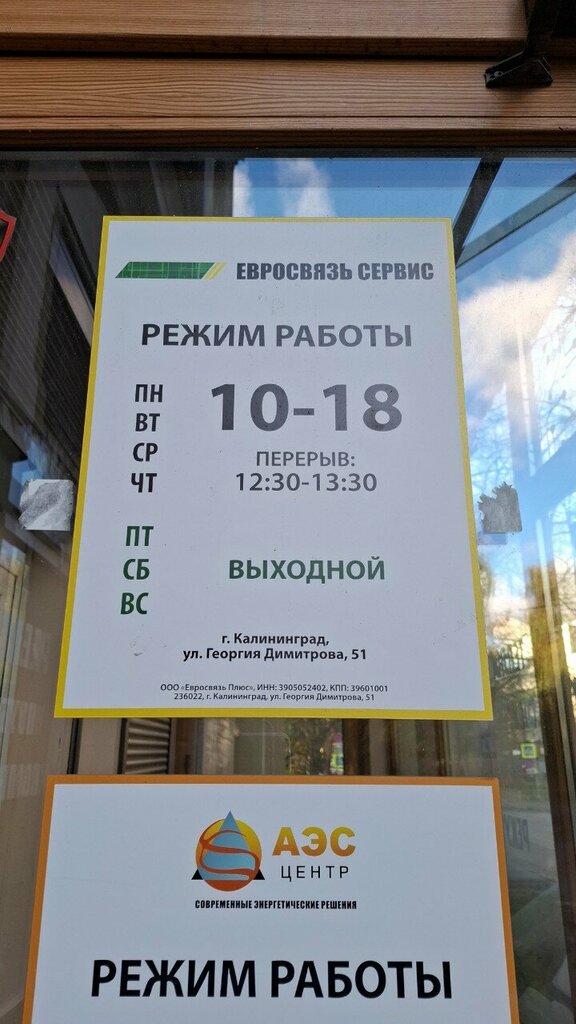 ЕВРОСВЯЗЬ СЕРВИС
РЕЖИМ РАБОТЫ
ПН
ВТ
СР
ЧТ
10-18
ПЕРЕРЫВ:
12:30-13:30
ПТ
СБ
ВС
ВЫХОДНОЙ
г. Калининград,
ул. Георгия Димитрова, 51
ООО «Евросвязь Плюс», ИНН: 3905052402, КПП: 39601001
236022, г. Калининград, ул. Георгия Димитрова, 51
АЭС
ЦЕНТР
СОВРЕМЕННЫЕ ЭНЕРГЕТИЧЕСКИЕ РЕШЕНИЯ
РЕЖИМ РАБОТЫ